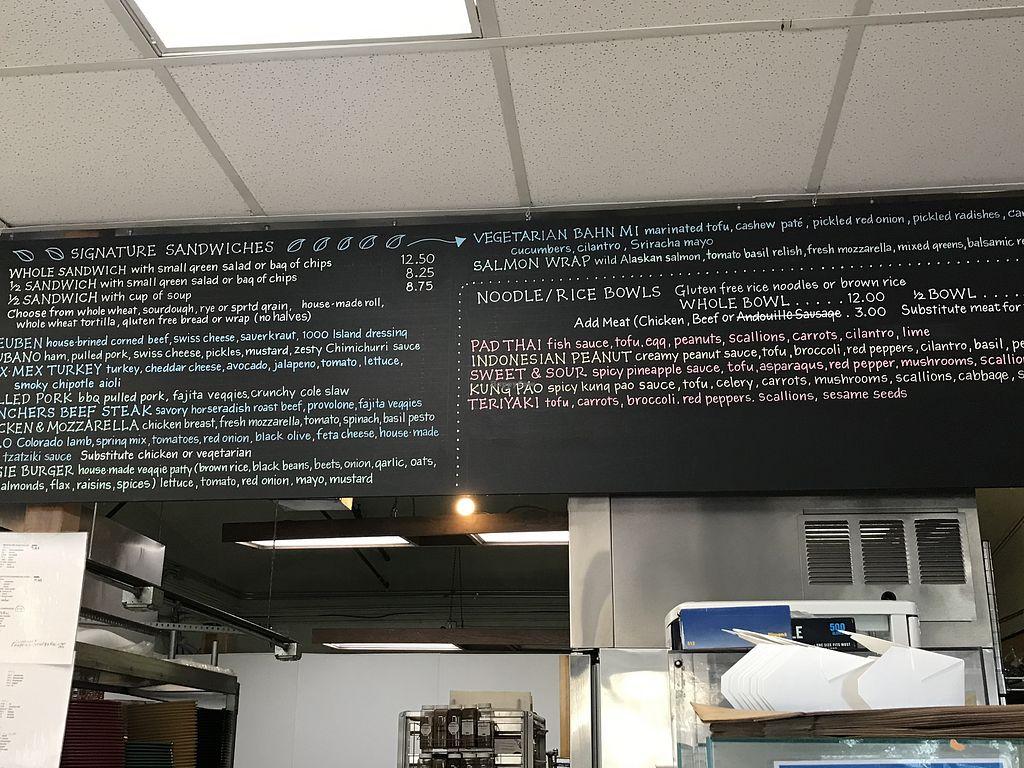 SIGNATURE SANDWICHES
WHOLE SANDWICH with small green salad or bag of chips 12.50
½ SANDWICH with small green salad or bag of chips 8.25
½ SANDWICH with cup of soup 8.75
Choose from whole wheat, sourdough, rye or sprtd grain, house-made roll,
whole wheat tortilla, gluten free bread or wrap (no halves)
EUBEN house-brined corned beef, swiss cheese, sauerkraut, 1000 Island dressing
UBANO ham, pulled pork, swiss cheese, pickles, mustard, zesty Chimichurri sauce
X-MEX TURKEY turkey, cheddar cheese, avocado, jalapeno, tomato, lettuce,
smoky chipotle aioli
LLED PORK bbq pulled pork, fajita veggies, crunchy cole slaw
NCHERS BEEF STEAK savory horseradish roast beef, provolone, fajita veggies
CKEN & MOZZARELLA chicken breast, fresh mozzarella, tomato, spinach, basil pesto
O Colorado lamb, spring mix, tomatoes, red onion, black olive, feta cheese, house-made
tzatziki sauce Substitute chicken or vegetarian
GIE BURGER house-made veggie patty (brown rice, black beans, beets, onion, garlic, oats,
almonds, flax, raisins, spices) lettuce, tomato, red onion, mayo, mustard
VEGETARIAN BAHN MI marinated tofu, cashew paté, pickled red onion, pickled radishes, ca
cucumbers, cilantro, Sriracha mayo
SALMON WRAP wild Alaskan salmon, tomato basil relish, fresh mozzarella, mixed greens, balsamic re
NOODLE/RICE BOWLS Gluten free rice noodles or brown rice
WHOLE BOWL . . . . . . 12.00 ½ BOWL . . . .
Add Meat (Chicken, Beef or Andouille Sausage . 3.00 Substitute meat for
PAD THAI fish sauce, tofu, egg, peanuts, scallions, carrots, cilantro, lime
INDONESIAN PEANUT creamy peanut sauce, tofu, broccoli, red peppers, cilantro, basil, pe
SWEET & SOUR spicy pineapple sauce, tofu, asparagus, red pepper, mushrooms, scallio
KUNG PAO spicy kung pao sauce, tofu, celery, carrots, mushrooms, scallions, cabbage, s
TERIYAKI tofu, carrots, broccoli, red peppers, scallions, sesame seeds
500